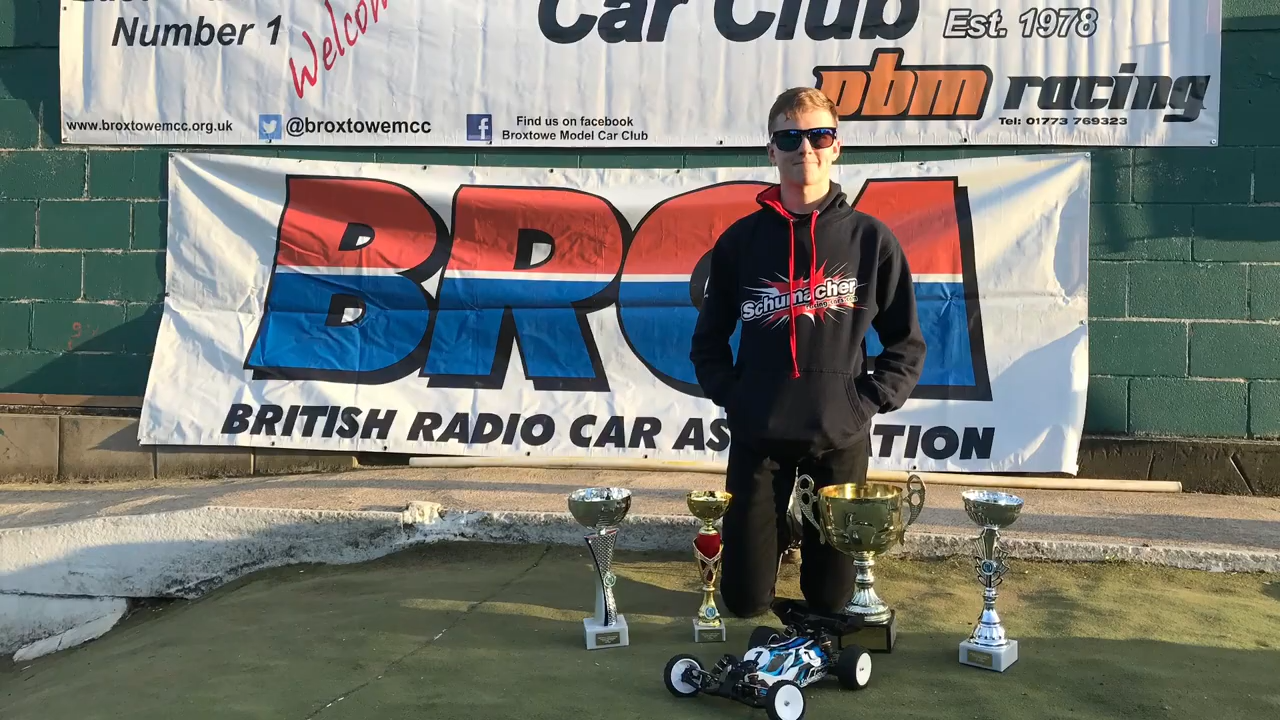 Number 1
Welcom
Car Club
Est. 1978
pbm racing
Tel: 01773 769323
www.broxtowemcc.org.uk
@broxtowemcc
Find us on facebook
Broxtowe Model Car Club
BRCA
BRITISH RADIO CAR AS ATION
Schumacher